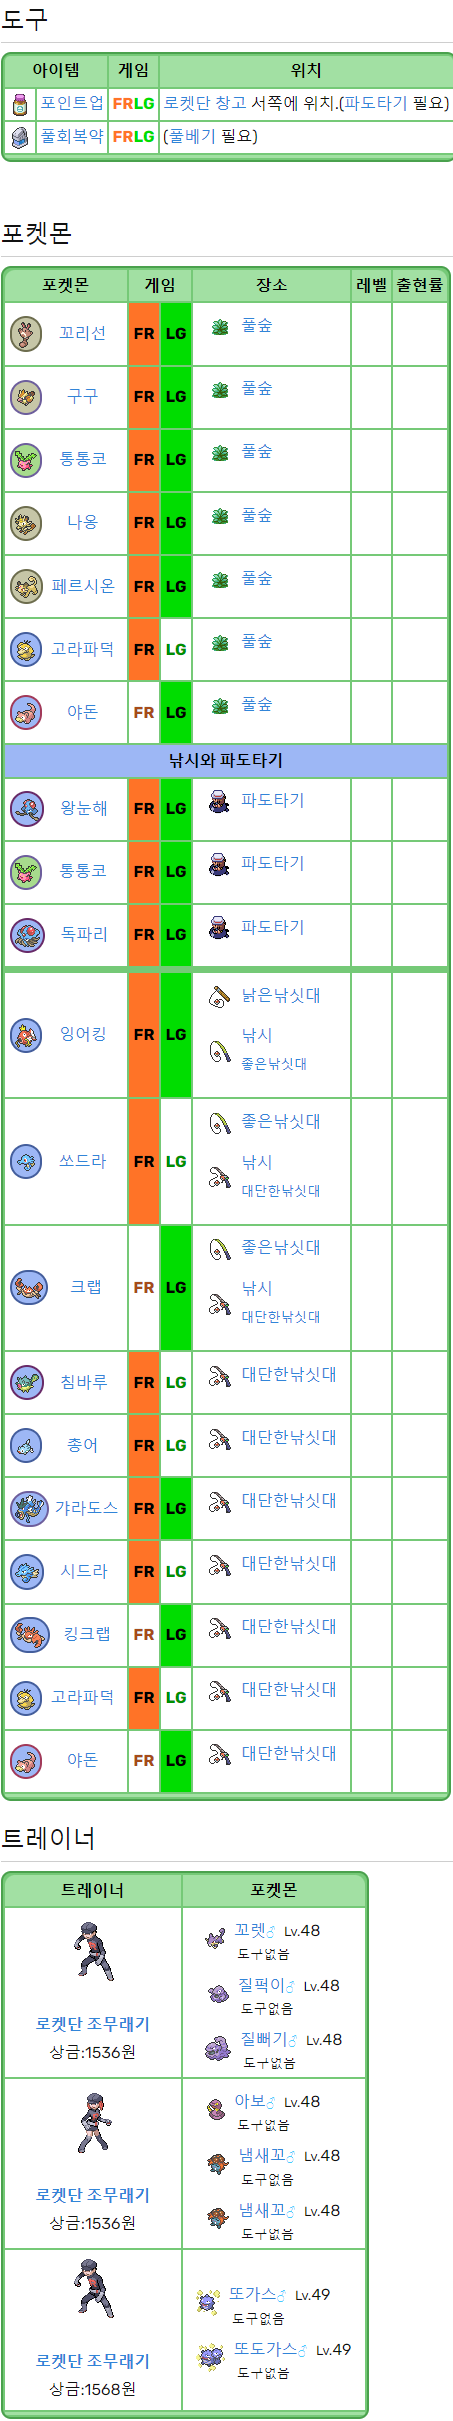 도구
아이템 게임 위치
포인트업 FRLG 로켓단 창고 서쪽에 위치.(파도타기 필요)
풀회복약 FRLG (풀베기 필요)
포켓몬
포켓몬 게임 장소 레벨 출현률
꼬리선 FR LG 풀숲
구구 FR LG 풀숲
통통코 FR LG 풀숲
나옹 FR LG 풀숲
페르시온 FR LG 풀숲
고라파덕 FR LG 풀숲
야돈 FR LG 풀숲
낚시와 파도타기
왕눈해 FR LG 파도타기
통통코 FR LG 파도타기
독파리 FR LG 파도타기
잉어킹 FR LG 낡은낚싯대
낚시
좋은낚싯대
쏘드라 FR LG 좋은낚싯대
낚시
대단한낚싯대
크랩 FR LG 좋은낚싯대
낚시
대단한낚싯대
침바루 FR LG 대단한낚싯대
총어 FR LG 대단한낚싯대
갸라도스 FR LG 대단한낚싯대
시드라 FR LG 대단한낚싯대
킹크랩 FR LG 대단한낚싯대
고라파덕 FR LG 대단한낚싯대
야돈 FR LG 대단한낚싯대
트레이너
트레이너 포켓몬
로켓단 조무래기
상금:1536원
꼬렛♂ Lv.48
도구없음
질퍽이♂ Lv.48
도구없음
질뻐기♂ Lv.48
도구없음
로켓단 조무래기
상금:1536원
아보♂ Lv.48
도구없음
냄새꼬♂ Lv.48
도구없음
냄새꼬♂ Lv.48
도구없음
로켓단 조무래기
상금:1568원
또가스♂ Lv.49
도구없음
또도가스♂ Lv.49
도구없음